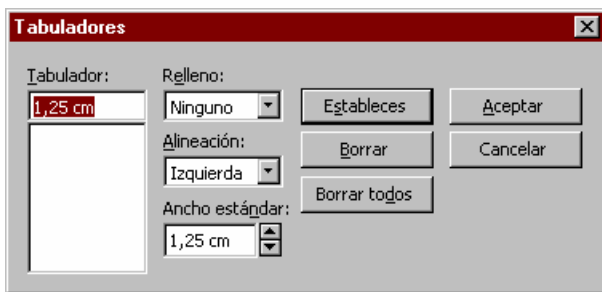 Tabuladores
Tabulador:
1,25 cm
Relleno:
Ninguno
Alineación:
Izquierda
Ancho estándar:
1,25 cm
Estableces
Borrar
Borrar todos
Aceptar
Cancelar